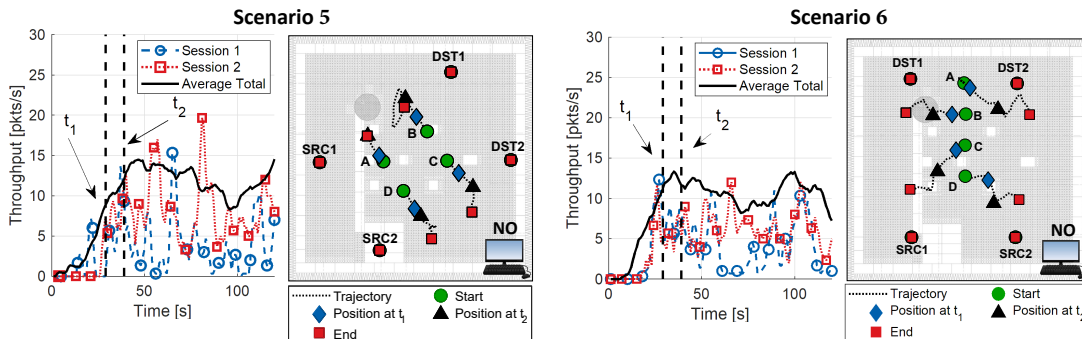 Scenario 5
Throughput [pkts/s]
30
25
20
15
10
5
0
Session 1
Session 2
Average Total
t1
t2
0
50
100
Time [s]
DST1
B
SRC1
A
C
DST2
D
SRC2
NO
Trajectory
Start
Position at t1
Position at t2
End
Scenario 6
Throughput [pkts/s]
30
25
20
15
10
5
0
Session 1
Session 2
Average Total
t1
t2
0
50
100
Time [s]
DST1
A
DST2
B
C
D
SRC1
SRC2
NO
Trajectory
Start
Position at t1
Position at t2
End